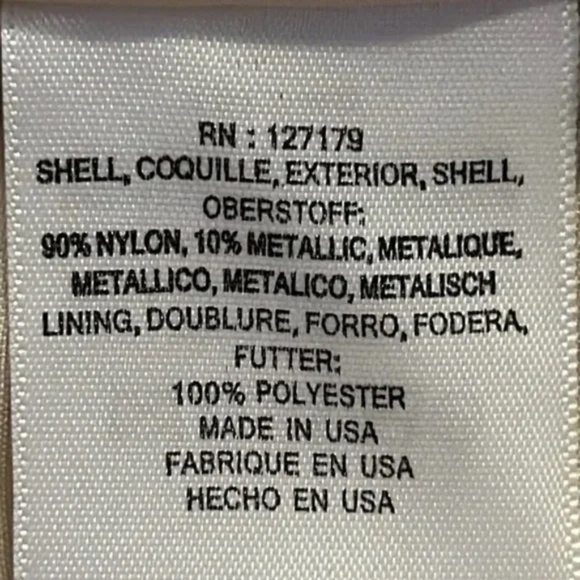 RN : 127179
SHELL, COQUILLE, EXTERIOR, SHELL,
OBERSTOFF:
90% NYLON, 10% METALLIC, METALIQUE,
METALLICO, METALICO, METALISCH
LINING, DOUBLURE, FORRO, FODERA,
FUTTER:
100% POLYESTER
MADE IN USA
FABRIQUE EN USA
HECHO EN USA